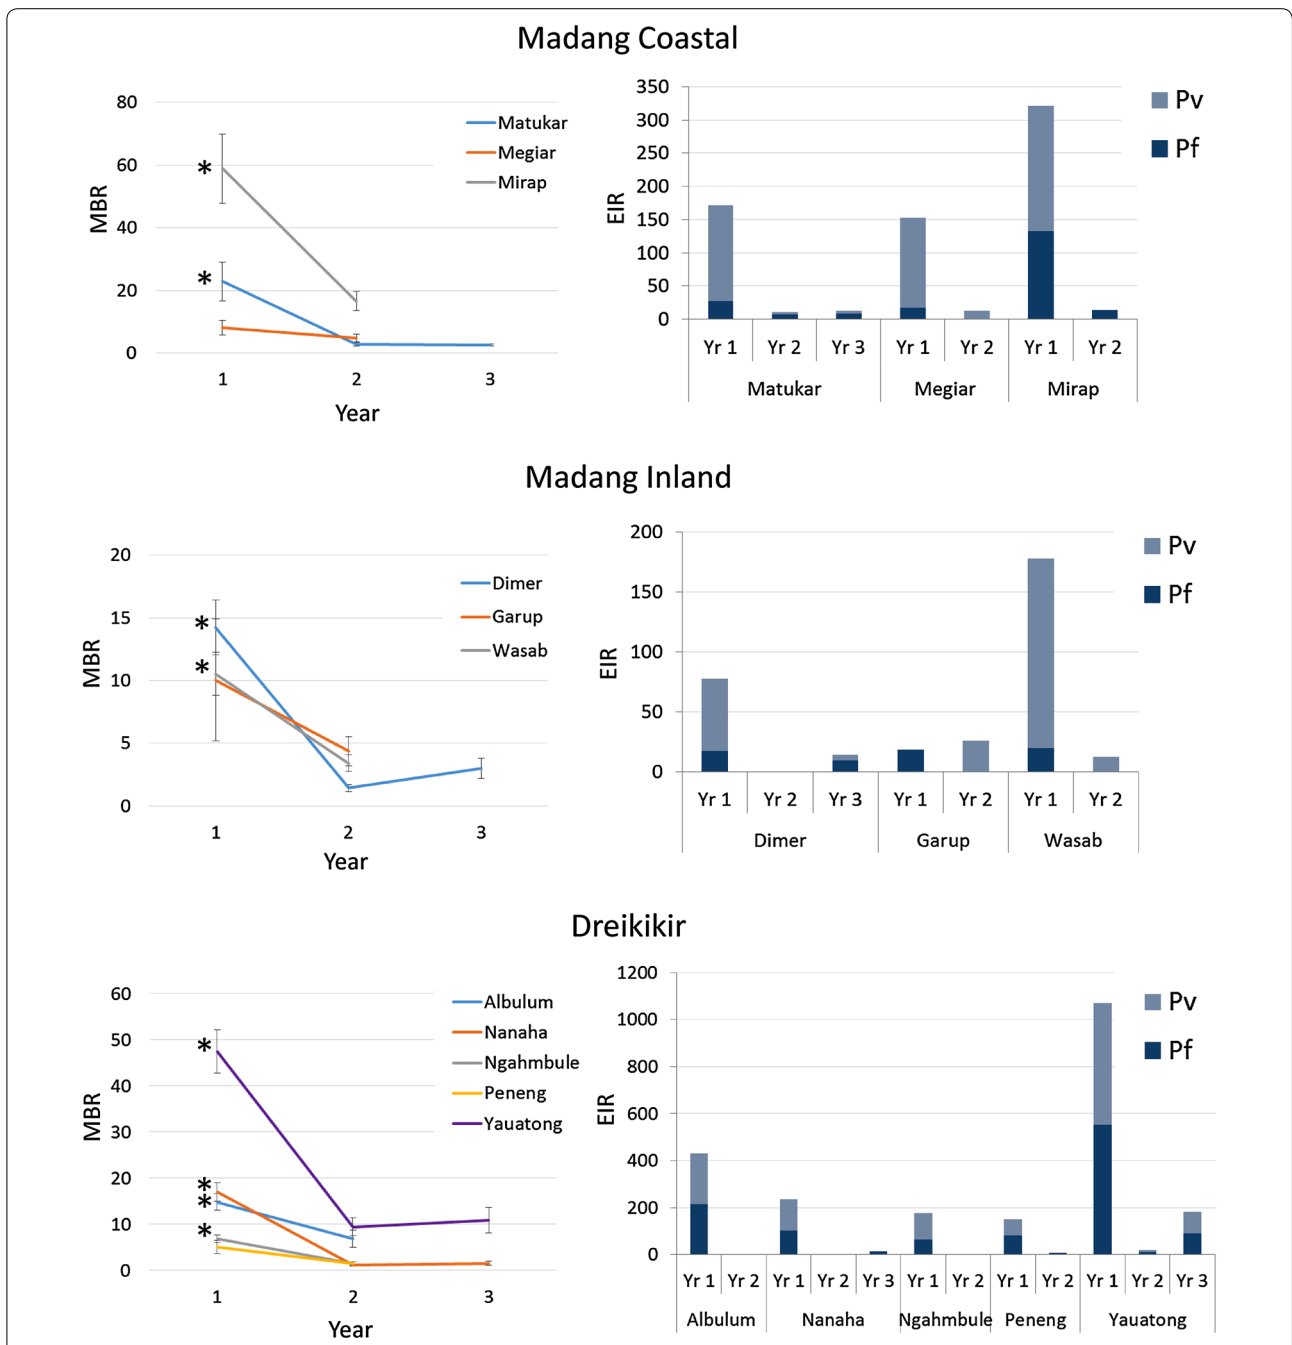 Madang Coastal
80
60
40
20
0
MBR
*
*
1
2
3
Year
Matukar
Megiar
Mirap
350
300
250
200
150
100
50
0
EIR
Yr 1 Yr 2 Yr 3 Yr 1 Yr 2 Yr 1 Yr 2
Matukar Megiar Mirap
Pv
Pf
Madang Inland
20
15
10
5
0
MBR
*
*
1
2
3
Year
Dimer
Garup
Wasab
200
150
100
50
0
EIR
Yr 1 Yr 2 Yr 3 Yr 1 Yr 2 Yr 1 Yr 2
Dimer Garup Wasab
Pv
Pf
Dreikikir
60
50
40
30
20
10
0
MBR
*
*
*
*
1
2
3
Year
Albulum
Nanaha
Ngahmbule
Peneng
Yauatong
1200
1000
800
600
400
200
0
EIR
Yr 1 Yr 2 Yr 1 Yr 2 Yr 3 Yr 1 Yr 2 Yr 1 Yr 2 Yr 1 Yr 2 Yr 3
Albulum Nanaha Ngahmbule Peneng Yauatong
Pv
Pf